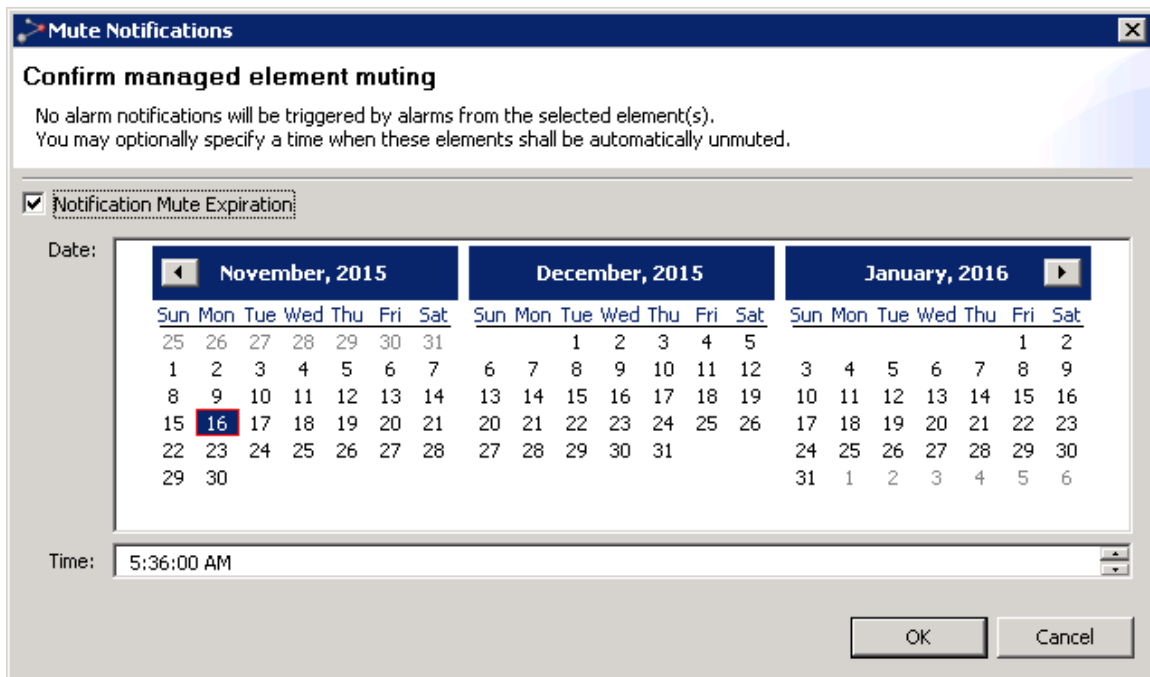 Mute Notifications
Confirm managed element muting
No alarm notifications will be triggered by alarms from the selected element(s).
You may optionally specify a time when these elements shall be automatically unmuted.
Notification Mute Expiration
Date:
November, 2015 December, 2015 January, 2016
Sun Mon Tue Wed Thu Fri Sat Sun Mon Tue Wed Thu Fri Sat Sun Mon Tue Wed Thu Fri Sat
25 26 27 28 29 30 31 1 2 3 4 5 1 2
1 2 3 4 5 6 7 6 7 8 9 10 11 12 3 4 5 6 7 8 9
8 9 10 11 12 13 14 13 14 15 16 17 18 19 10 11 12 13 14 15 16
15 16 17 18 19 20 21 20 21 22 23 24 25 26 17 18 19 20 21 22 23
22 23 24 25 26 27 28 27 28 29 30 31 24 25 26 27 28 29 30
29 30 31 1 2 3 4 5 6
Time: 5:36:00 AM
OK Cancel